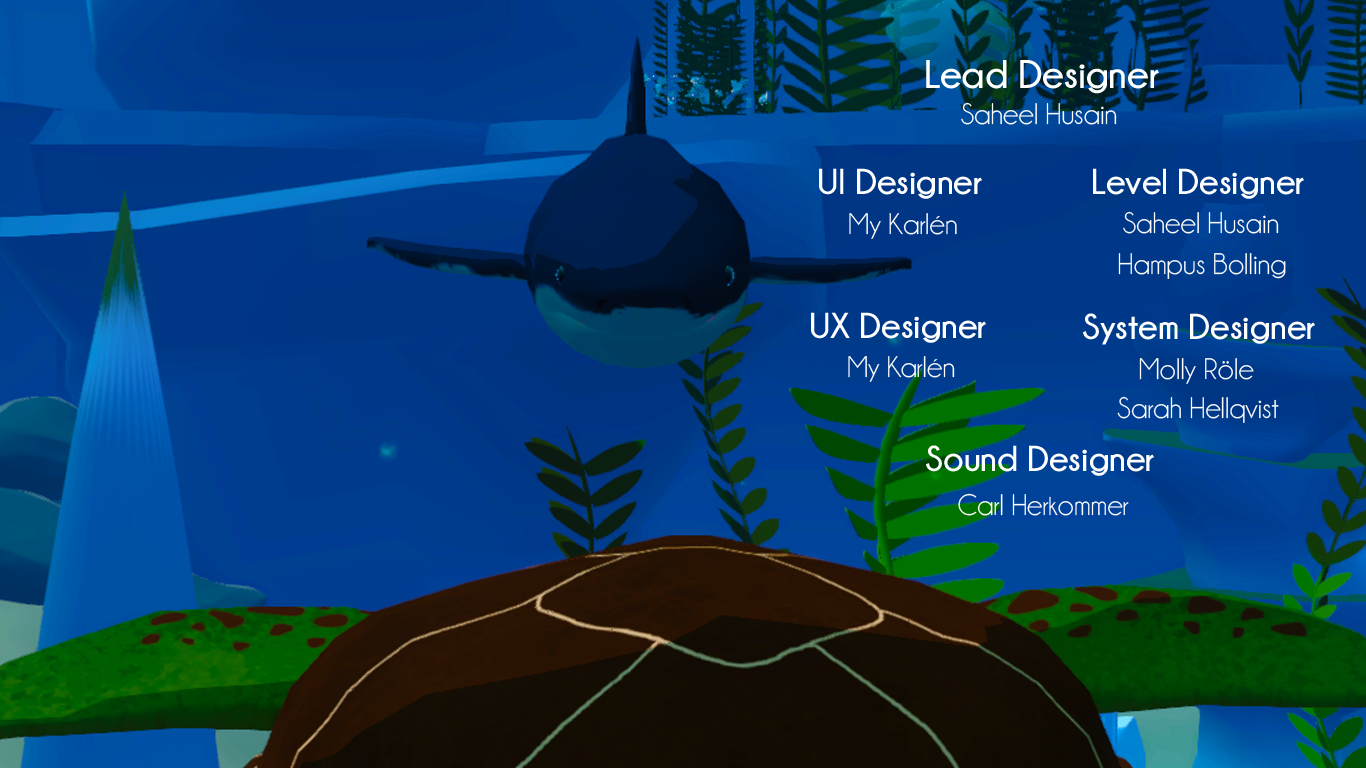 Lead Designer
Saheel Husain
UI Designer
My Karlén
Level Designer
Saheel Husain
Hampus Bolling
UX Designer
My Karlén
System Designer
Molly Röle
Sarah Hellqvist
Sound Designer
Carl Herkommer